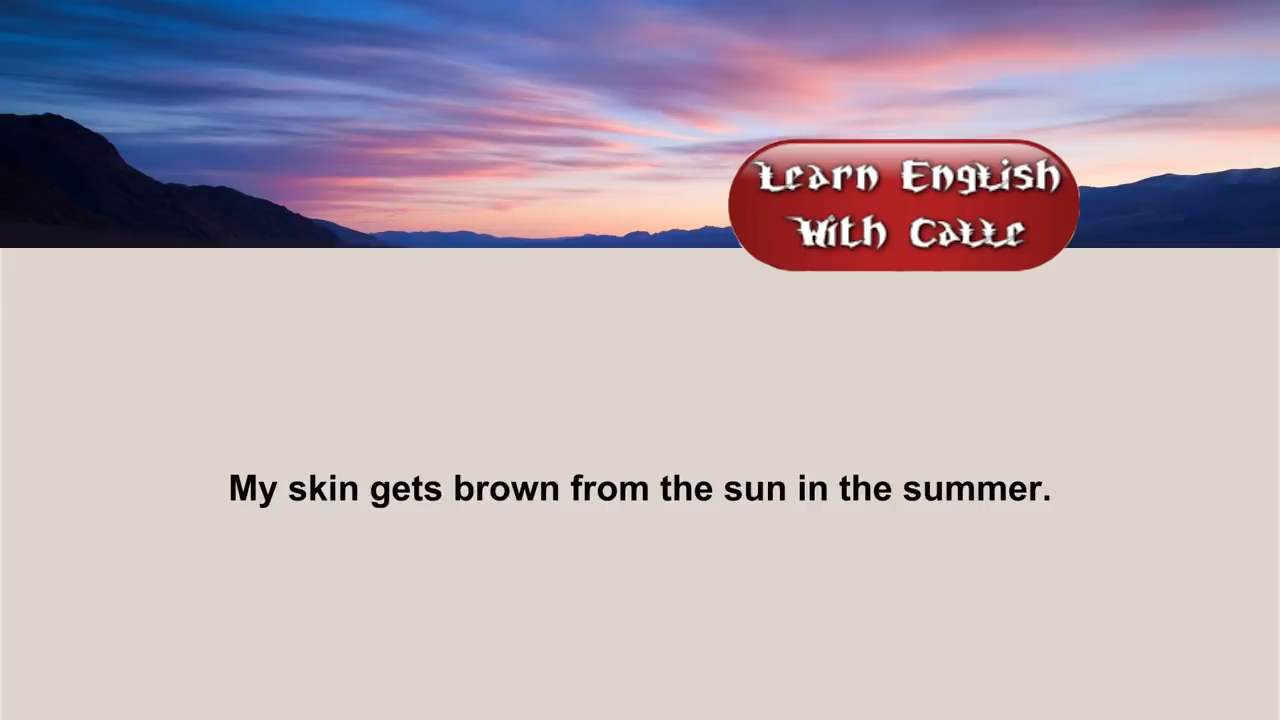 Learn English
With Calle
My skin gets brown from the sun in the summer.